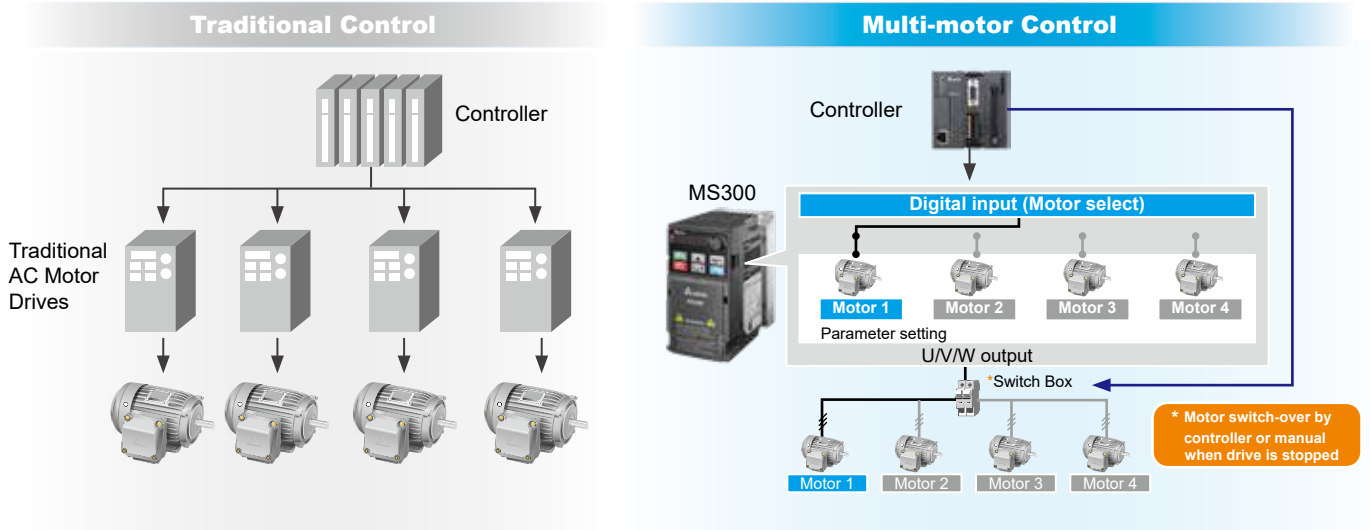 Traditional Control
Controller
Traditional
AC Motor
Drives
Multi-motor Control
Controller
MS300
Digital input (Motor select)
Motor 1
Motor 2
Motor 3
Motor 4
Parameter setting
U/V/W output
*Switch Box
Motor 1
Motor 2
Motor 3
Motor 4
* Motor switch-over by
controller or manual
when drive is stopped